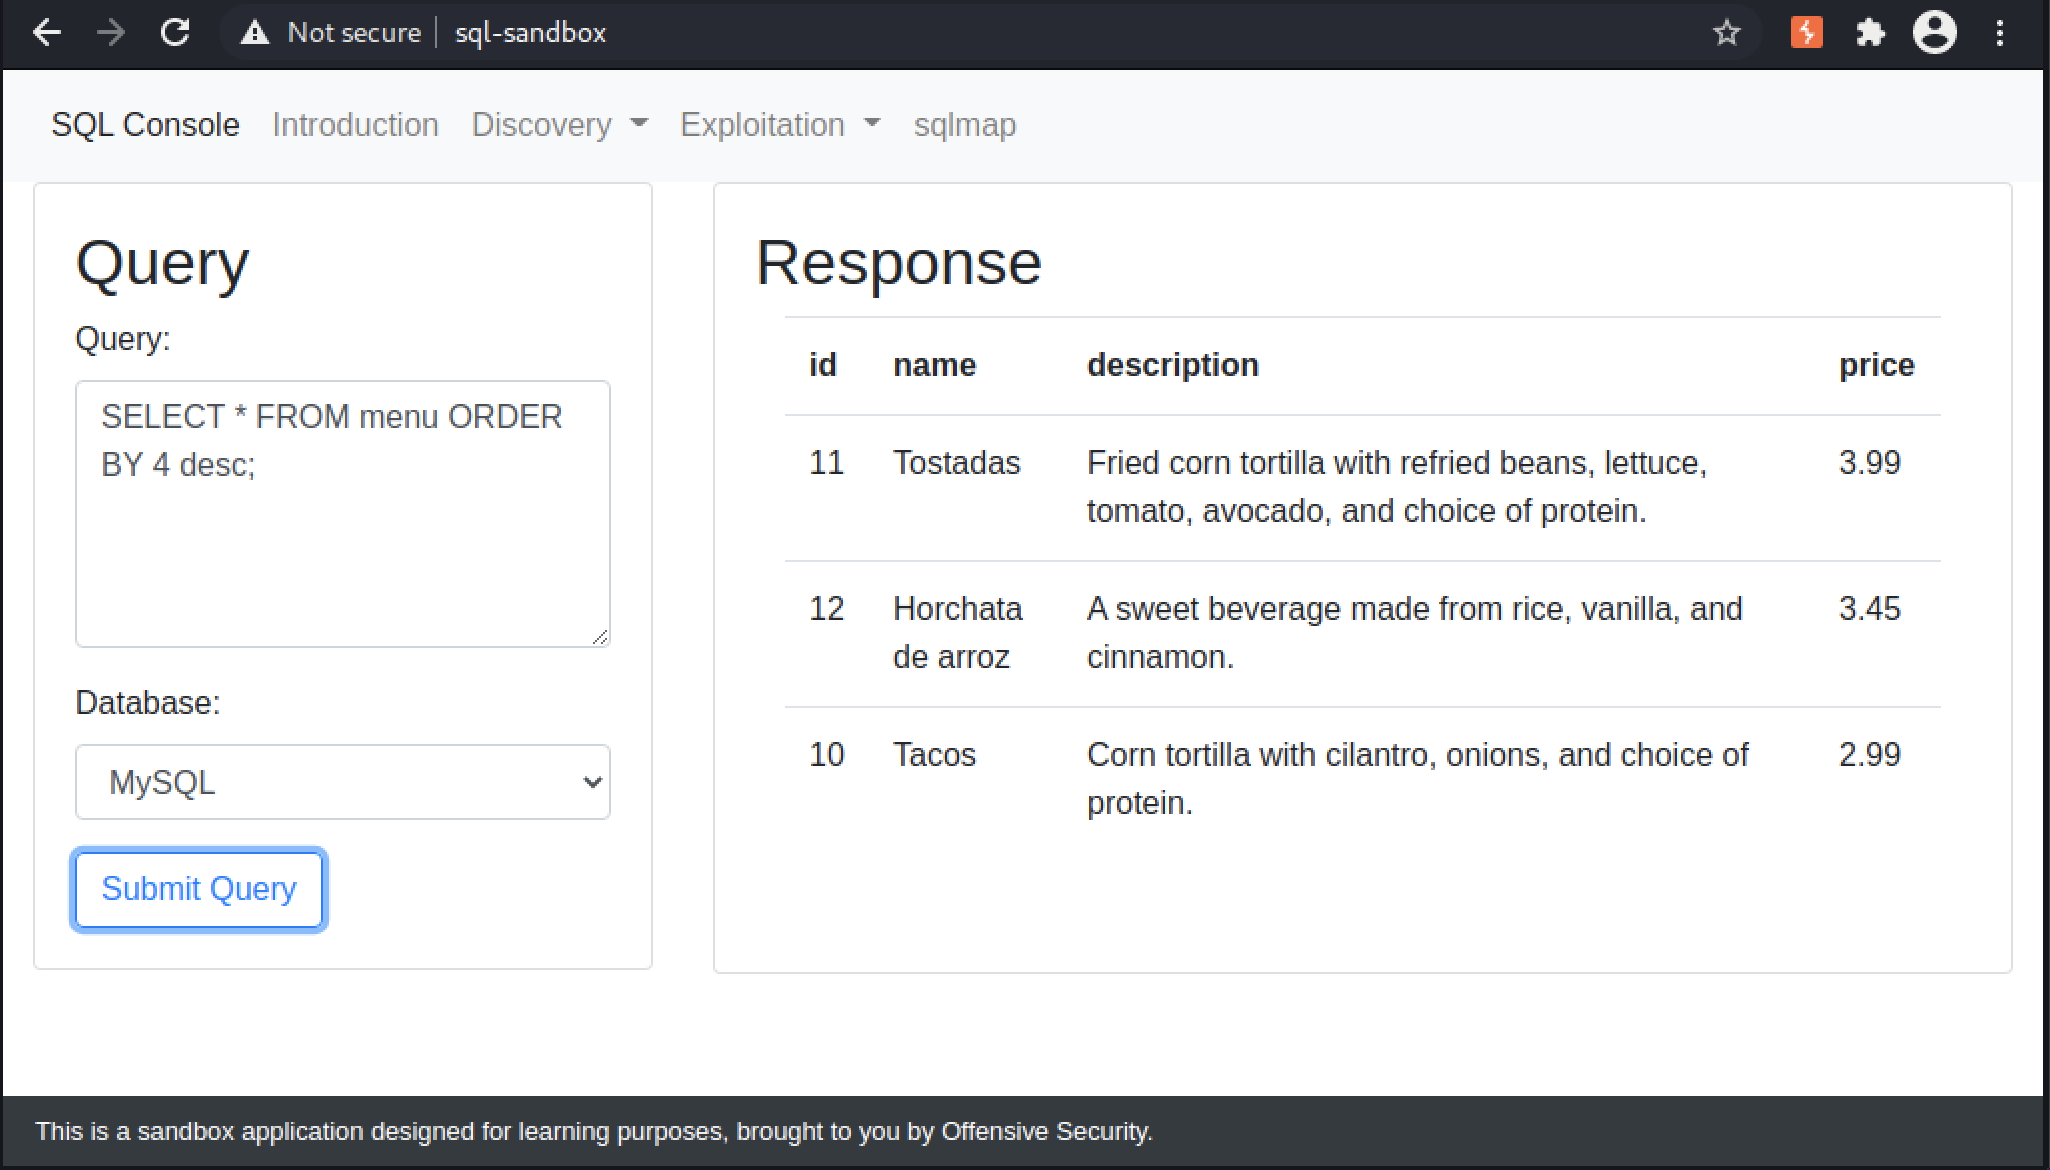 Not secure sql-sandbox
SQL Console Introduction Discovery Exploitation sqlmap
Query
Query:
SELECT * FROM menu ORDER
BY 4 desc;
Database:
MySQL
Submit Query
Response
id name description price
11 Tostadas Fried corn tortilla with refried beans, lettuce, 3.99
tomato, avocado, and choice of protein.
12 Horchata A sweet beverage made from rice, vanilla, and 3.45
de arroz cinnamon.
10 Tacos Corn tortilla with cilantro, onions, and choice of 2.99
protein.
This is a sandbox application designed for learning purposes, brought to you by Offensive Security.